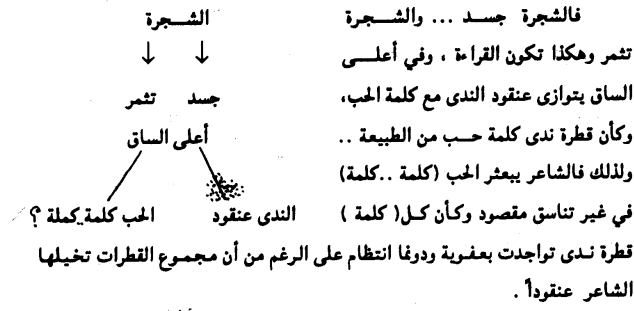 فالشجرة جسد ... والشجرة
تثمر وهكذا تكون القراءة ، وفي أعلى
الساق يتوازى عنقود الندى مع كلمة الحب،
وكأن قطرة ندى كلمة حب من الطبيعة ..
ولذلك فالشاعر يبعثر الحب (كلمة ..كلمة)
في غير تناسق مقصود وكأن كل( كلمة )
الشجرة
جسد تثمر
أعلى الساق
الندى عنقود الحب كلمة.كملة ؟
قطرة ندى تواجدت بعفوية ودونما انتظام على الرغم من أن مجموع القطرات تخيلها
الشاعر عنقوداً .